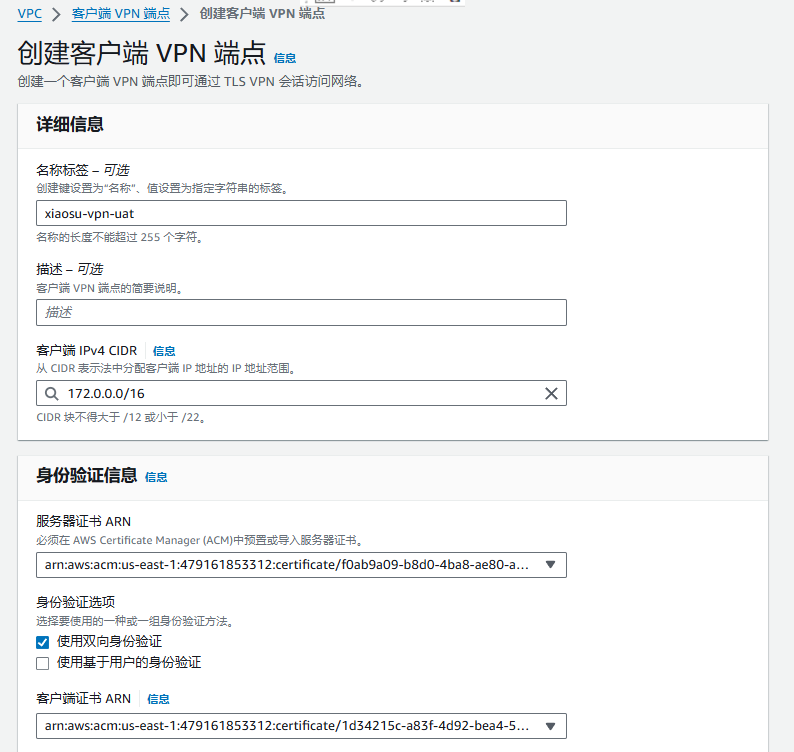 VPC > 客户端 VPN 端点 > 创建客户端 VPN 端点
创建客户端 VPN 端点 信息
创建一个客户端 VPN 端点即可通过 TLS VPN 会话访问网络。
详细信息
名称标签 – 可选
创建键设置为“名称”、值设置为指定字符串的标签。
xiaosu-vpn-uat
名称的长度不能超过 255 个字符。
描述 – 可选
客户端 VPN 端点的简要说明。
描述
客户端 IPv4 CIDR 信息
从 CIDR 表示法中分配客户端 IP 地址的 IP 地址范围。
172.0.0.0/16
CIDR 块不得大于 /12 或小于 /22。
身份验证信息 信息
服务器证书 ARN
必须在 AWS Certificate Manager (ACM)中预置或导入服务器证书。
arn:aws:acm:us-east-1:479161853312:certificate/f0ab9a09-b8d0-4ba8-ae80-a...
身份验证选项
选择要使用的一种或一组身份验证方法。
使用双向身份验证
使用基于用户的身份验证
客户端证书 ARN 信息
arn:aws:acm:us-east-1:479161853312:certificate/1d34215c-a83f-4d92-bea4-5...